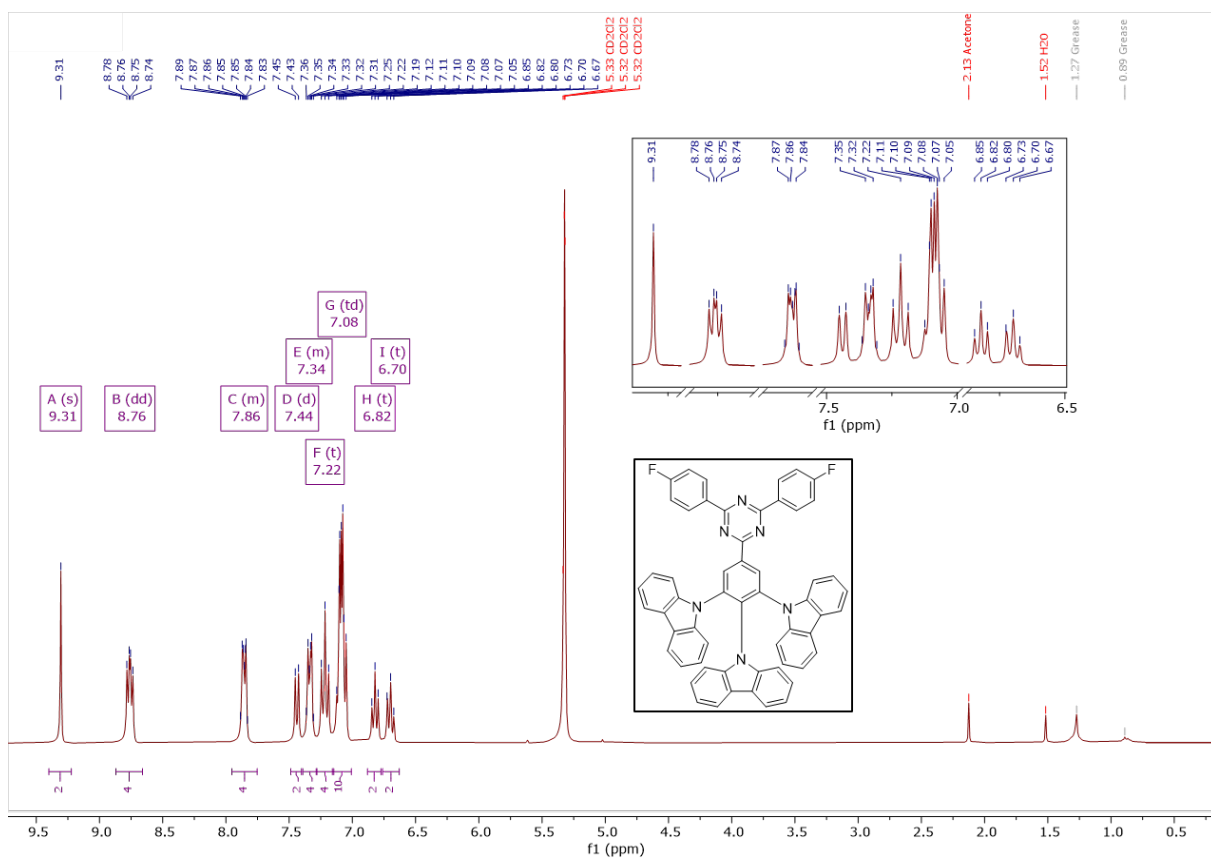 9.31
8.78
8.76
8.75
8.74
7.89
7.87
7.86
7.85
7.85
7.84
7.83
7.45
7.43
7.36
7.35
7.34
7.33
7.32
7.31
7.25
7.22
7.19
7.12
7.11
7.10
7.09
7.08
7.07
7.05
6.85
6.82
6.80
6.73
6.70
6.67
5.33 CD2Cl2
5.32 CD2Cl2
5.32 CD2Cl2
2.13 Acetone
1.52 H2O
1.27 Grease
0.89 Grease
9.31
8.78
8.76
8.75
8.74
7.87
7.86
7.84
7.35
7.32
7.22
7.11
7.10
7.09
7.08
7.07
7.05
6.85
6.82
6.80
6.73
6.70
6.67
7.5 7.0 6.5
f1 (ppm)
G (td)
7.08
E (m)
7.34
I (t)
6.70
A (s)
9.31
B (dd)
8.76
C (m)
7.86
D (d)
7.44
H (t)
6.82
F (t)
7.22
F F
N
N N
N N
N
2 4 4 2 4 4 10 2 2
9.5 9.0 8.5 8.0 7.5 7.0 6.5 6.0 5.5 5.0 4.5 4.0 3.5 3.0 2.5 2.0 1.5 1.0 0.5
f1 (ppm)